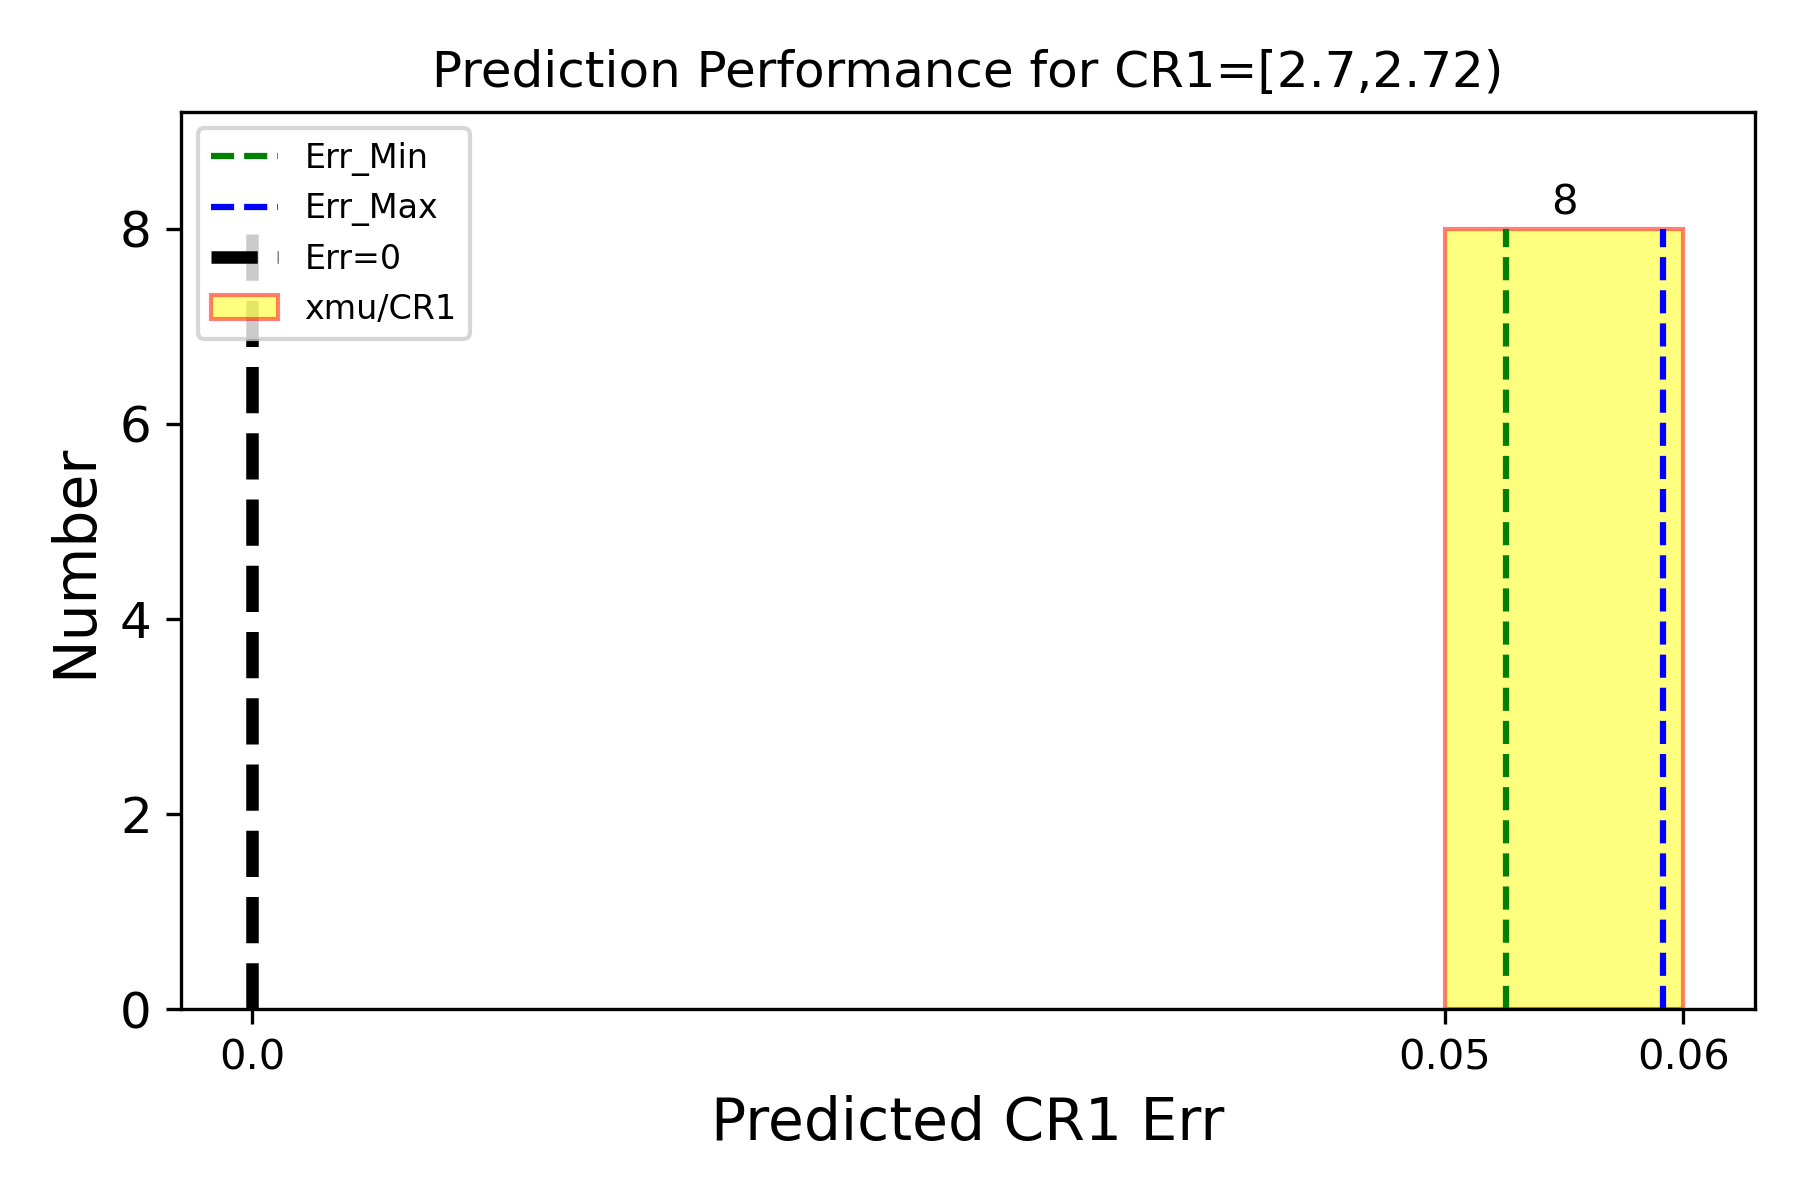 Prediction Performance for CR1=[2.7,2.72)
Err_Min
Err_Max
Err=0
xmu/CR1
8
8
6
4
2
0
Number
0.0
0.05
0.06
Predicted CR1 Err